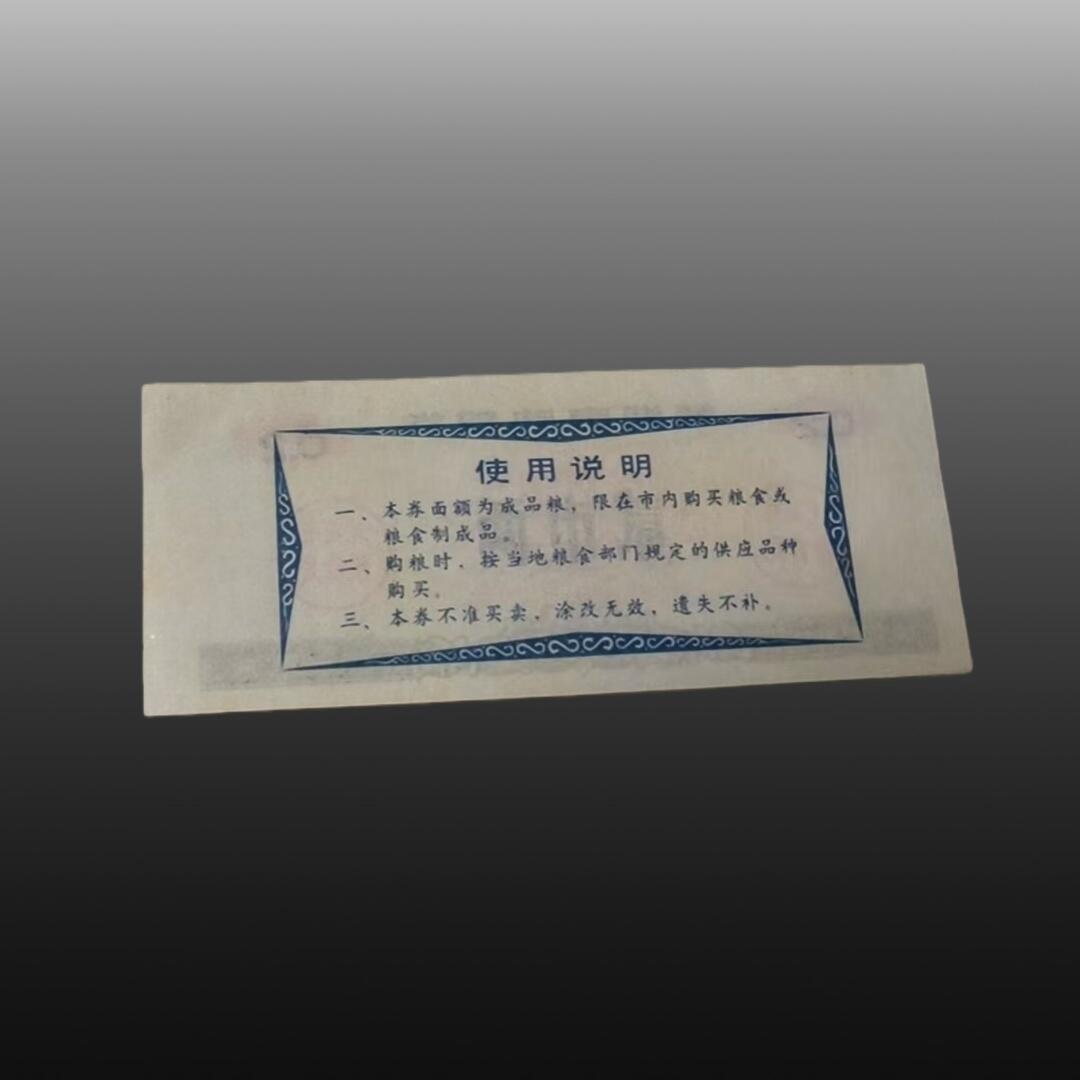 使用说明
一、本券面额为成品粮，限在市内购买粮食或
粮食制成品。
二、购粮时，按当地粮食部门规定的供应品种
购买。
三、本券不准买卖，涂改无效，遗失不补。